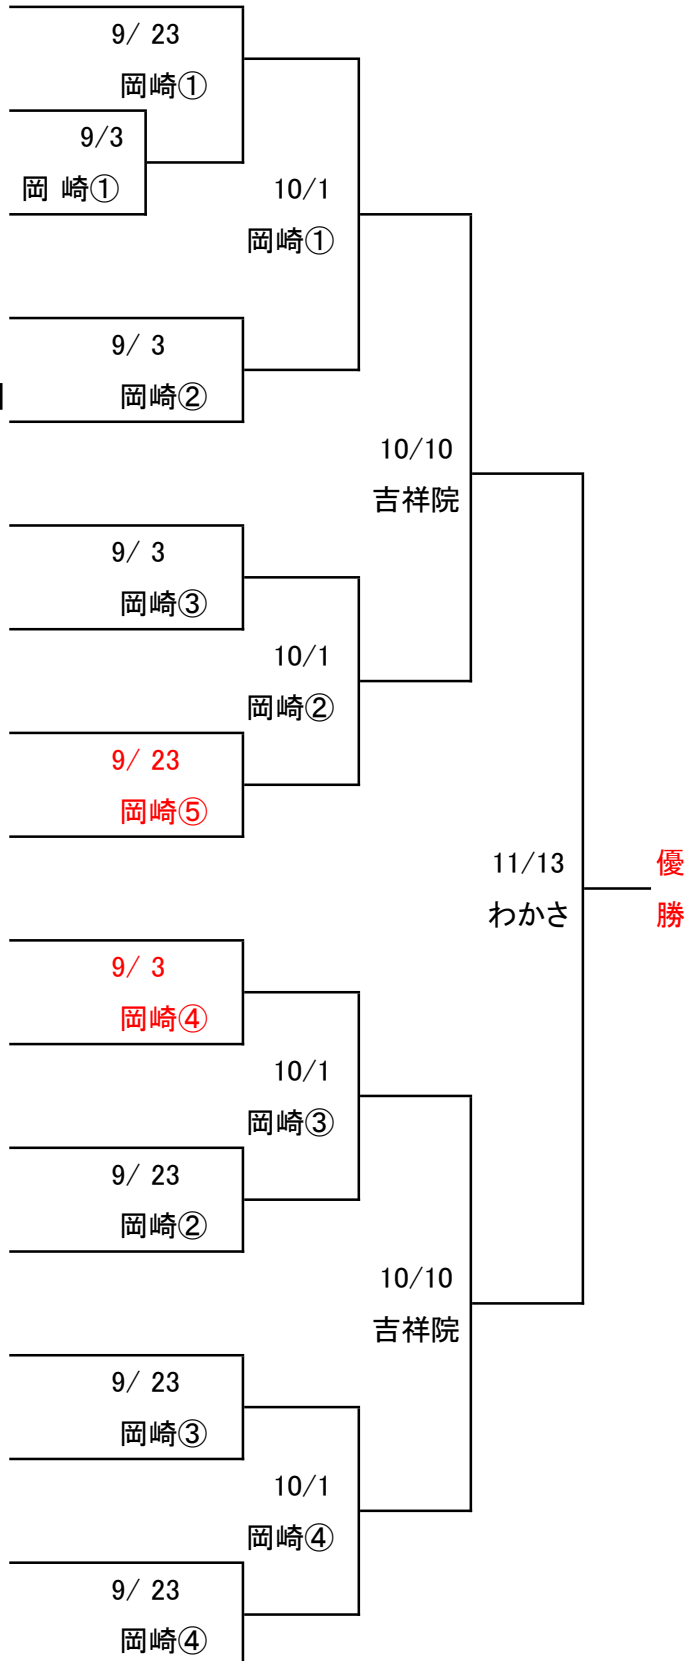 9/ 23
岡崎①
9/3
岡 崎①
10/1
岡崎①
9/ 3
岡崎②
10/10
吉祥院
9/ 3
岡崎③
10/1
岡崎②
9/ 23
岡崎⑤
11/13
わかさ
優
勝
9/ 3
岡崎④
10/1
岡崎③
9/ 23
岡崎②
10/10
吉祥院
9/ 23
岡崎③
10/1
岡崎④
9/ 23
岡崎④